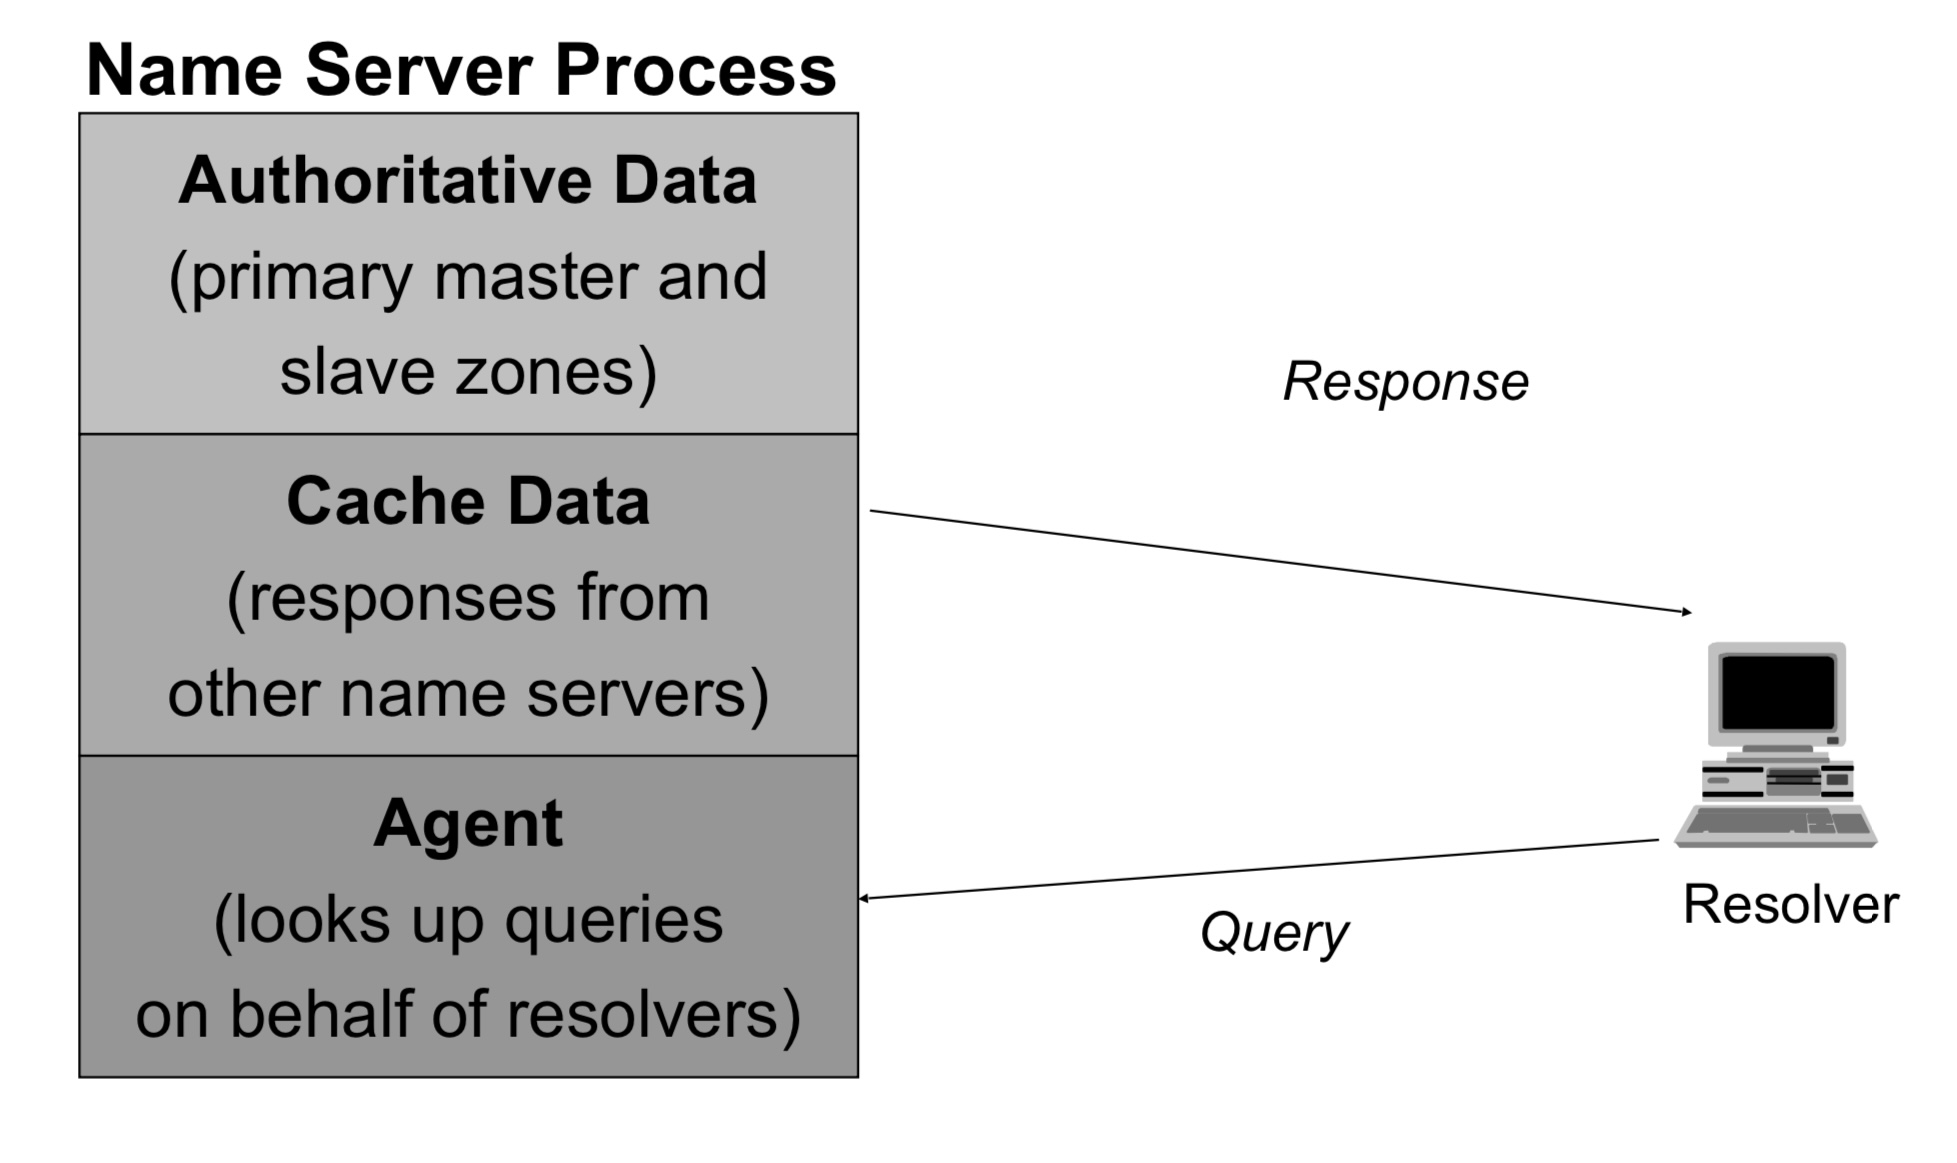 Name Server Process
Authoritative Data
(primary master and
slave zones)
Cache Data
(responses from
other name servers)
Agent
(looks up queries
on behalf of resolvers)
Response
Query
Resolver